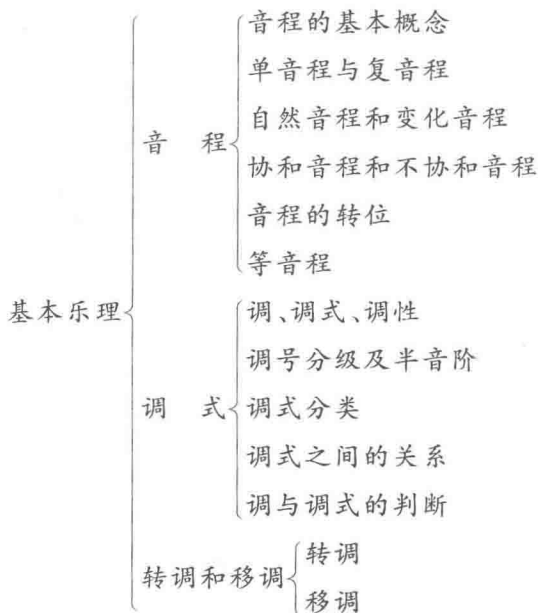 基本乐理
音 程
音程的基本概念
单音程与复音程
自然音程和变化音程
协和音程和不协和音程
音程的转位
等音程
调 式
调、调式、调性
调号分级及半音阶
调式分类
调式之间的关系
调与调式的判断
转调和移调
转调
移调